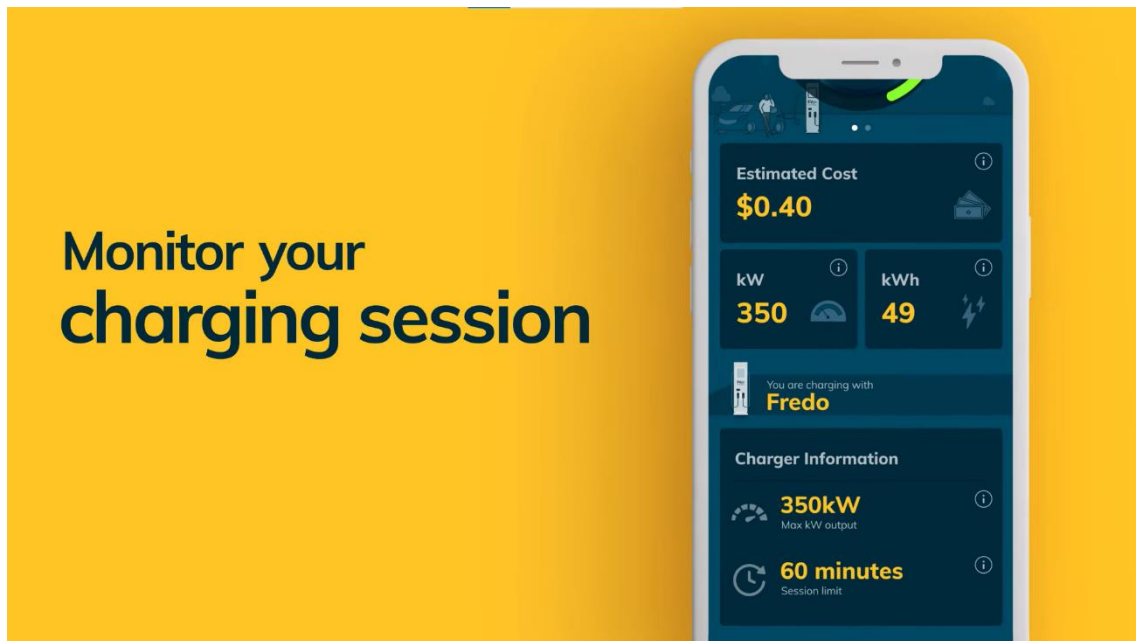 Monitor your
charging session
Estimated Cost
$0.40
kW
350
kWh
49
You are charging with
Fredo
Charger Information
350kW
Max kW output
60 minutes
Session limit